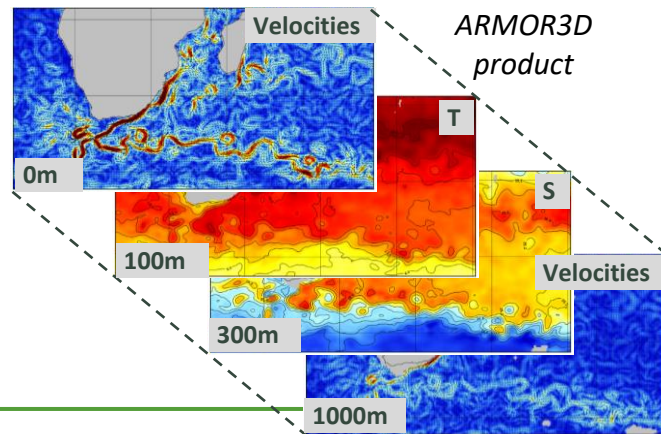 Velocities
ARMOR3D
product
0m
T
100m
S
300m
Velocities
1000m